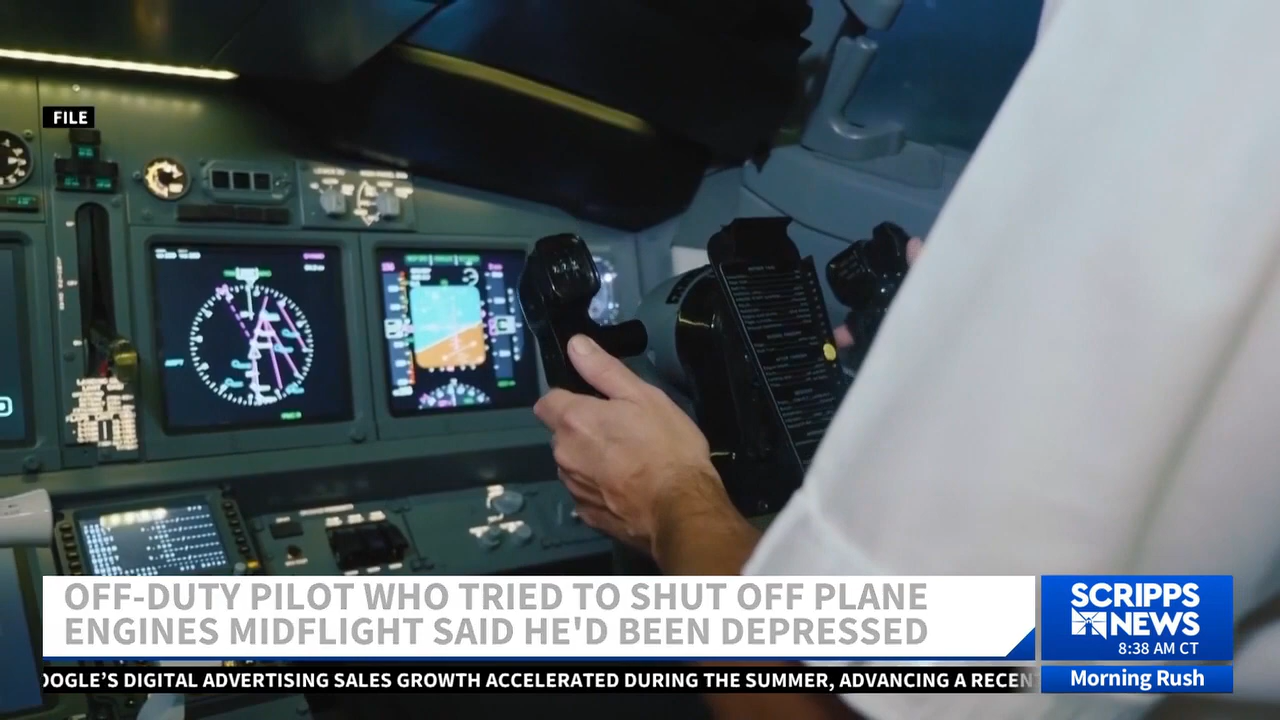 FILE
OFF-DUTY PILOT WHO TRIED TO SHUT OFF PLANE
ENGINES MIDFLIGHT SAID HE'D BEEN DEPRESSED
SCRIPPS
NEWS
8:38 AM CT
OOGLE'S DIGITAL ADVERTISING SALES GROWTH ACCELERATED DURING THE SUMMER, ADVANCING A RECENT
Morning Rush